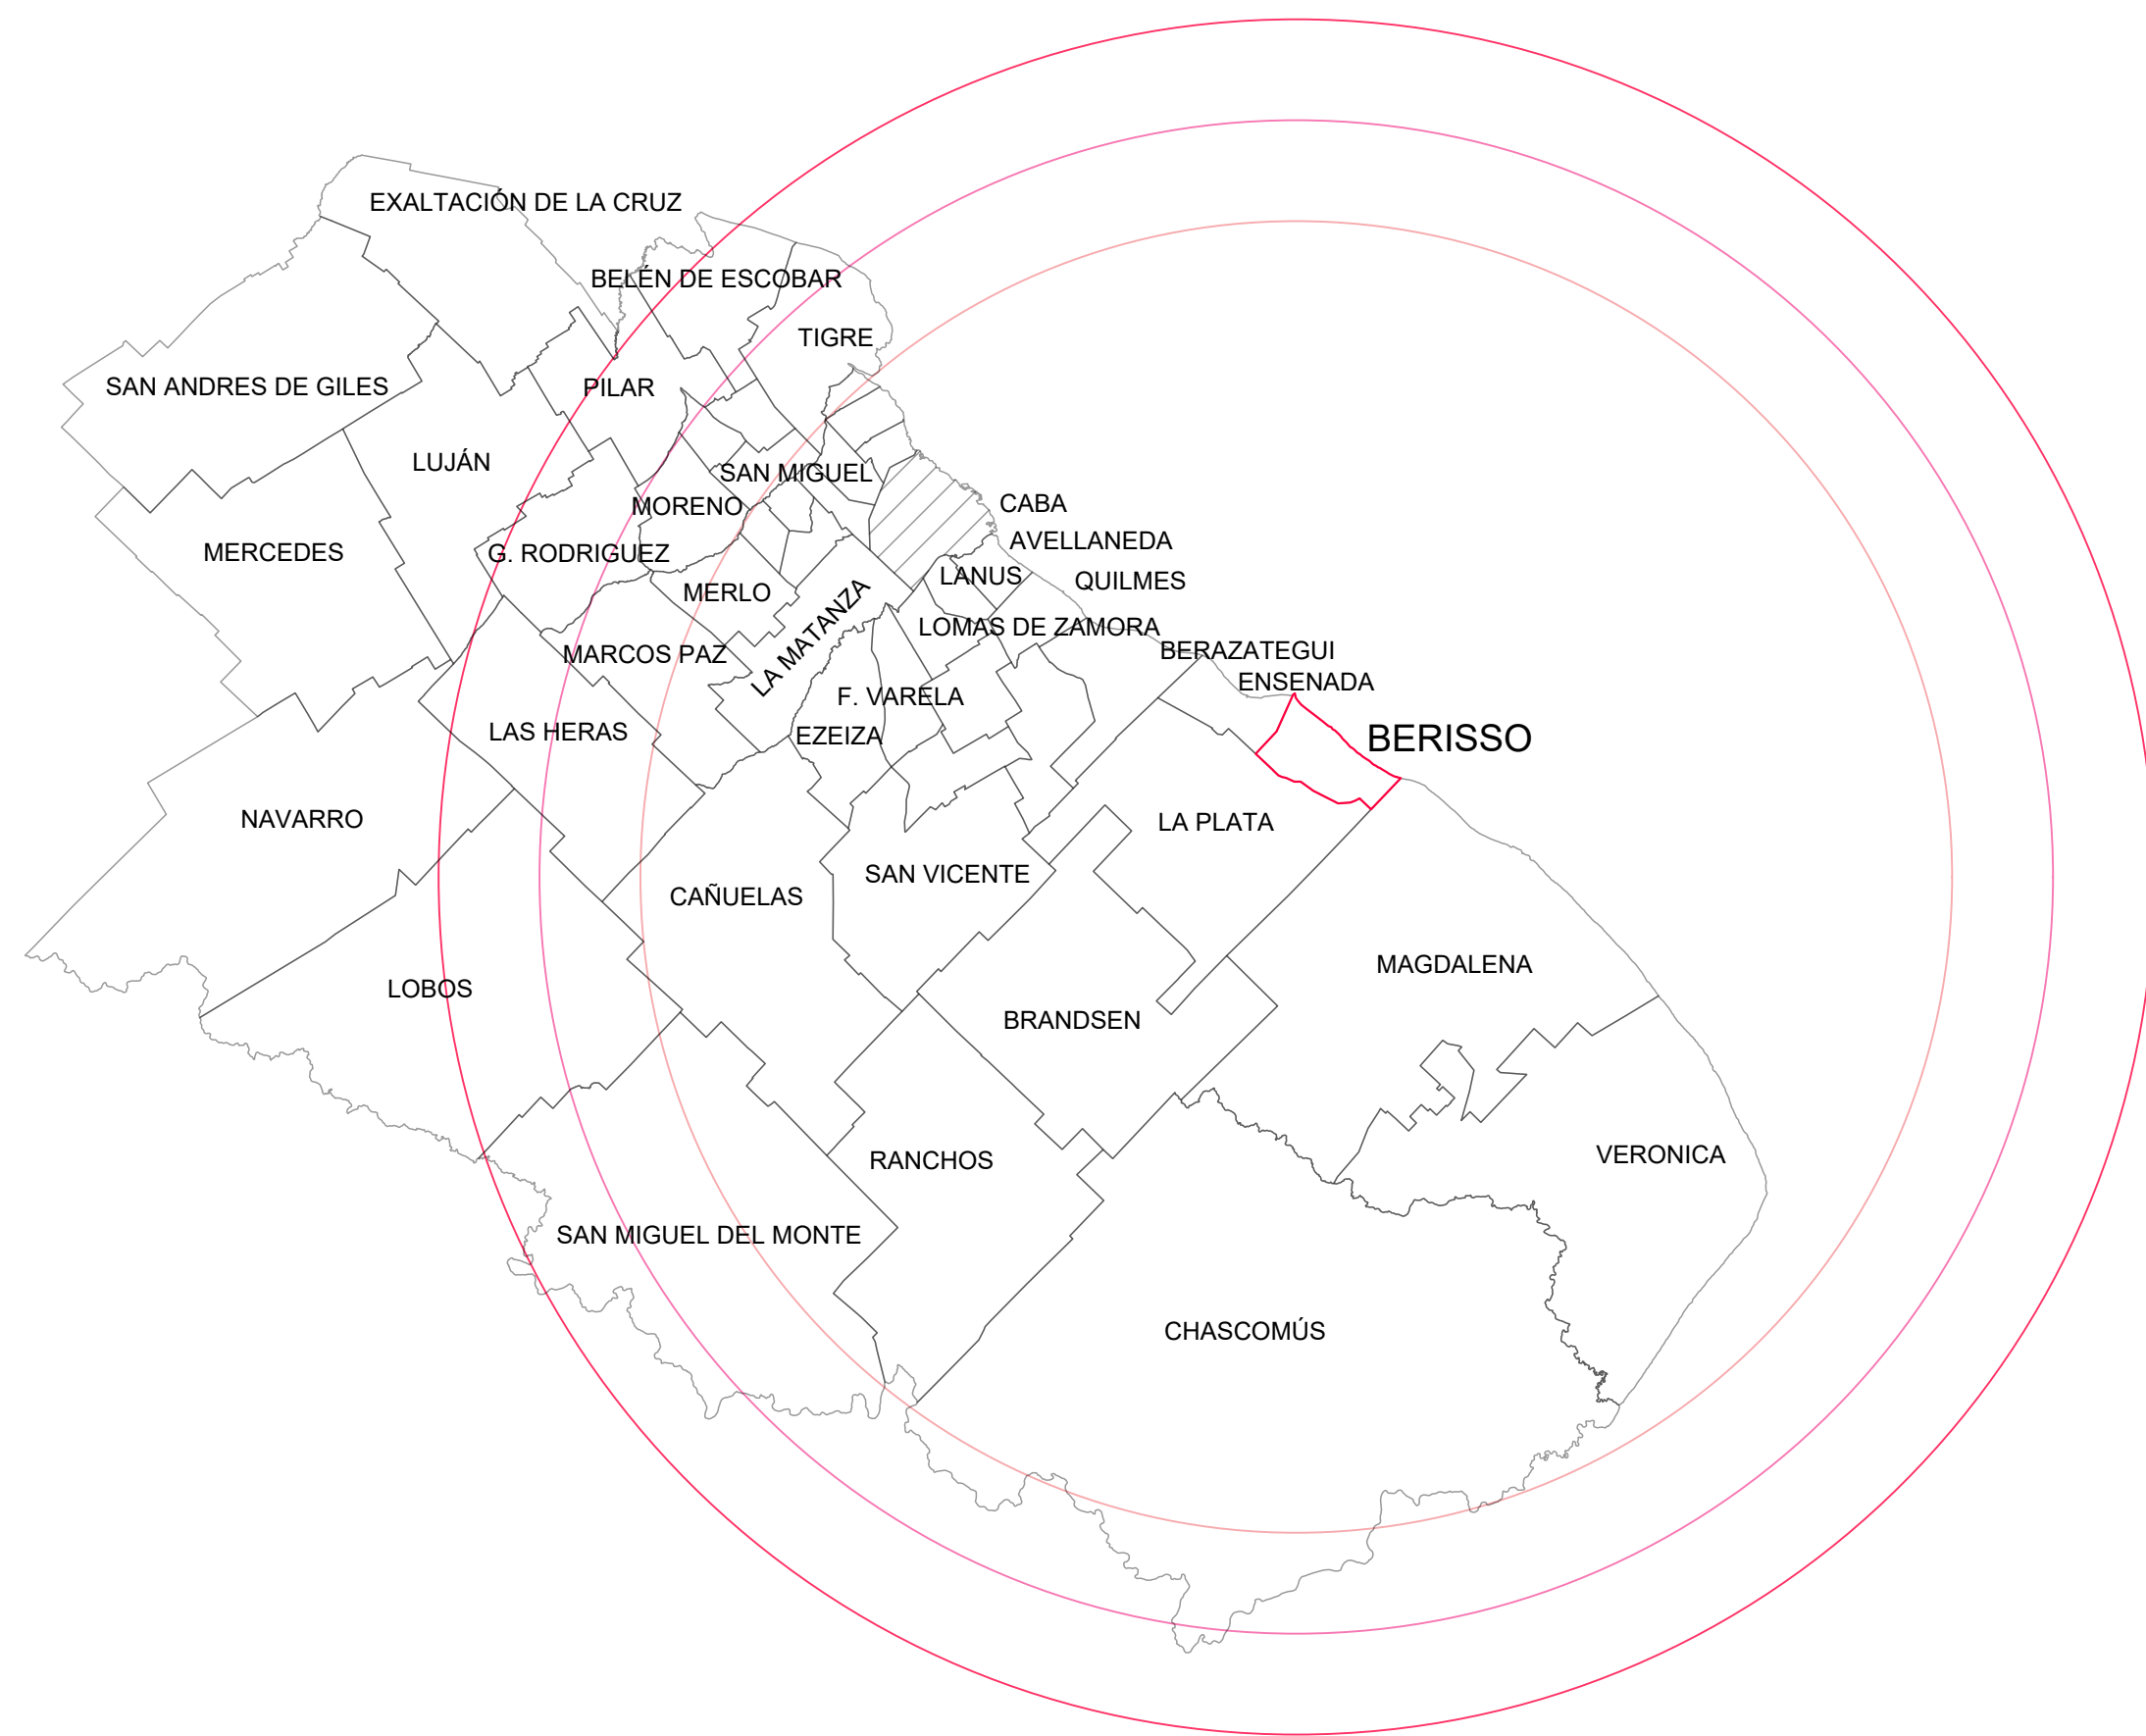 EXALTACIÓN DE LA CRUZ
BELÉN DE ESCOBAR
TIGRE
SAN ANDRES DE GILES
PILAR
LUJÁN
SAN MIGUEL
MORENO
CABA
AVELLANEDA
MERCEDES
G. RODRIGUEZ
LANUS
QUILMES
MERLO
LA MATANZA
LOMAS DE ZAMORA
MARCOS PAZ
BERAZATEGUI
ENSENADA
F. VARELA
LAS HERAS
EZEIZA
BERISSO
NAVARRO
LA PLATA
SAN VICENTE
CAÑUELAS
MAGDALENA
LOBOS
BRANDSEN
VERONICA
RANCHOS
SAN MIGUEL DEL MONTE
CHASCOMÚS